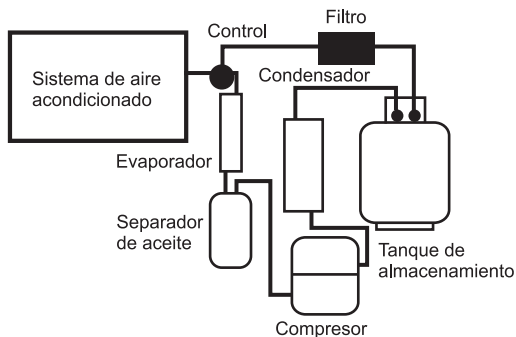 Filtro
Control
Condensador
Sistema de aire
acondicionado
Evaporador
Separador
de aceite
Tanque de
almacenamiento
Compresor